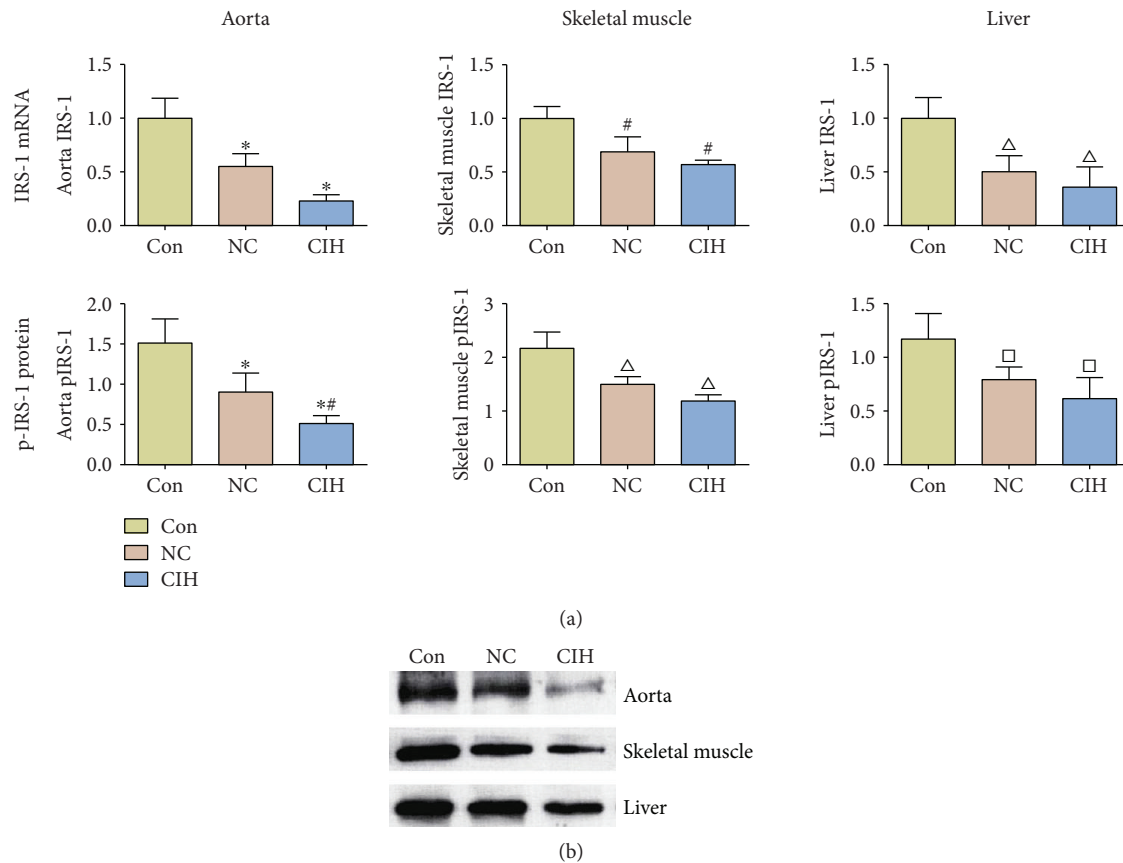 Aorta
Skeletal muscle
Liver
IRS-1 mRNA
Aorta IRS-1
1.5
1.0
0.5
0.0
*
*
Con NC CIH
Skeletal muscle IRS-1
1.5
1.0
0.5
0.0
#
#
Con NC CIH
Liver IRS-1
1.5
1.0
0.5
0.0
△
△
Con NC CIH
p-IRS-1 protein
Aorta pIRS-1
2.0
1.5
1.0
0.5
0.0
*
*#
Con NC CIH
Skeletal muscle pIRS-1
3
2
1
0
△
△
Con NC CIH
Liver pIRS-1
1.5
1.0
0.5
0.0
□
□
Con NC CIH
Con
NC
CIH
(a)
Con NC CIH
Aorta
Skeletal muscle
Liver
(b)